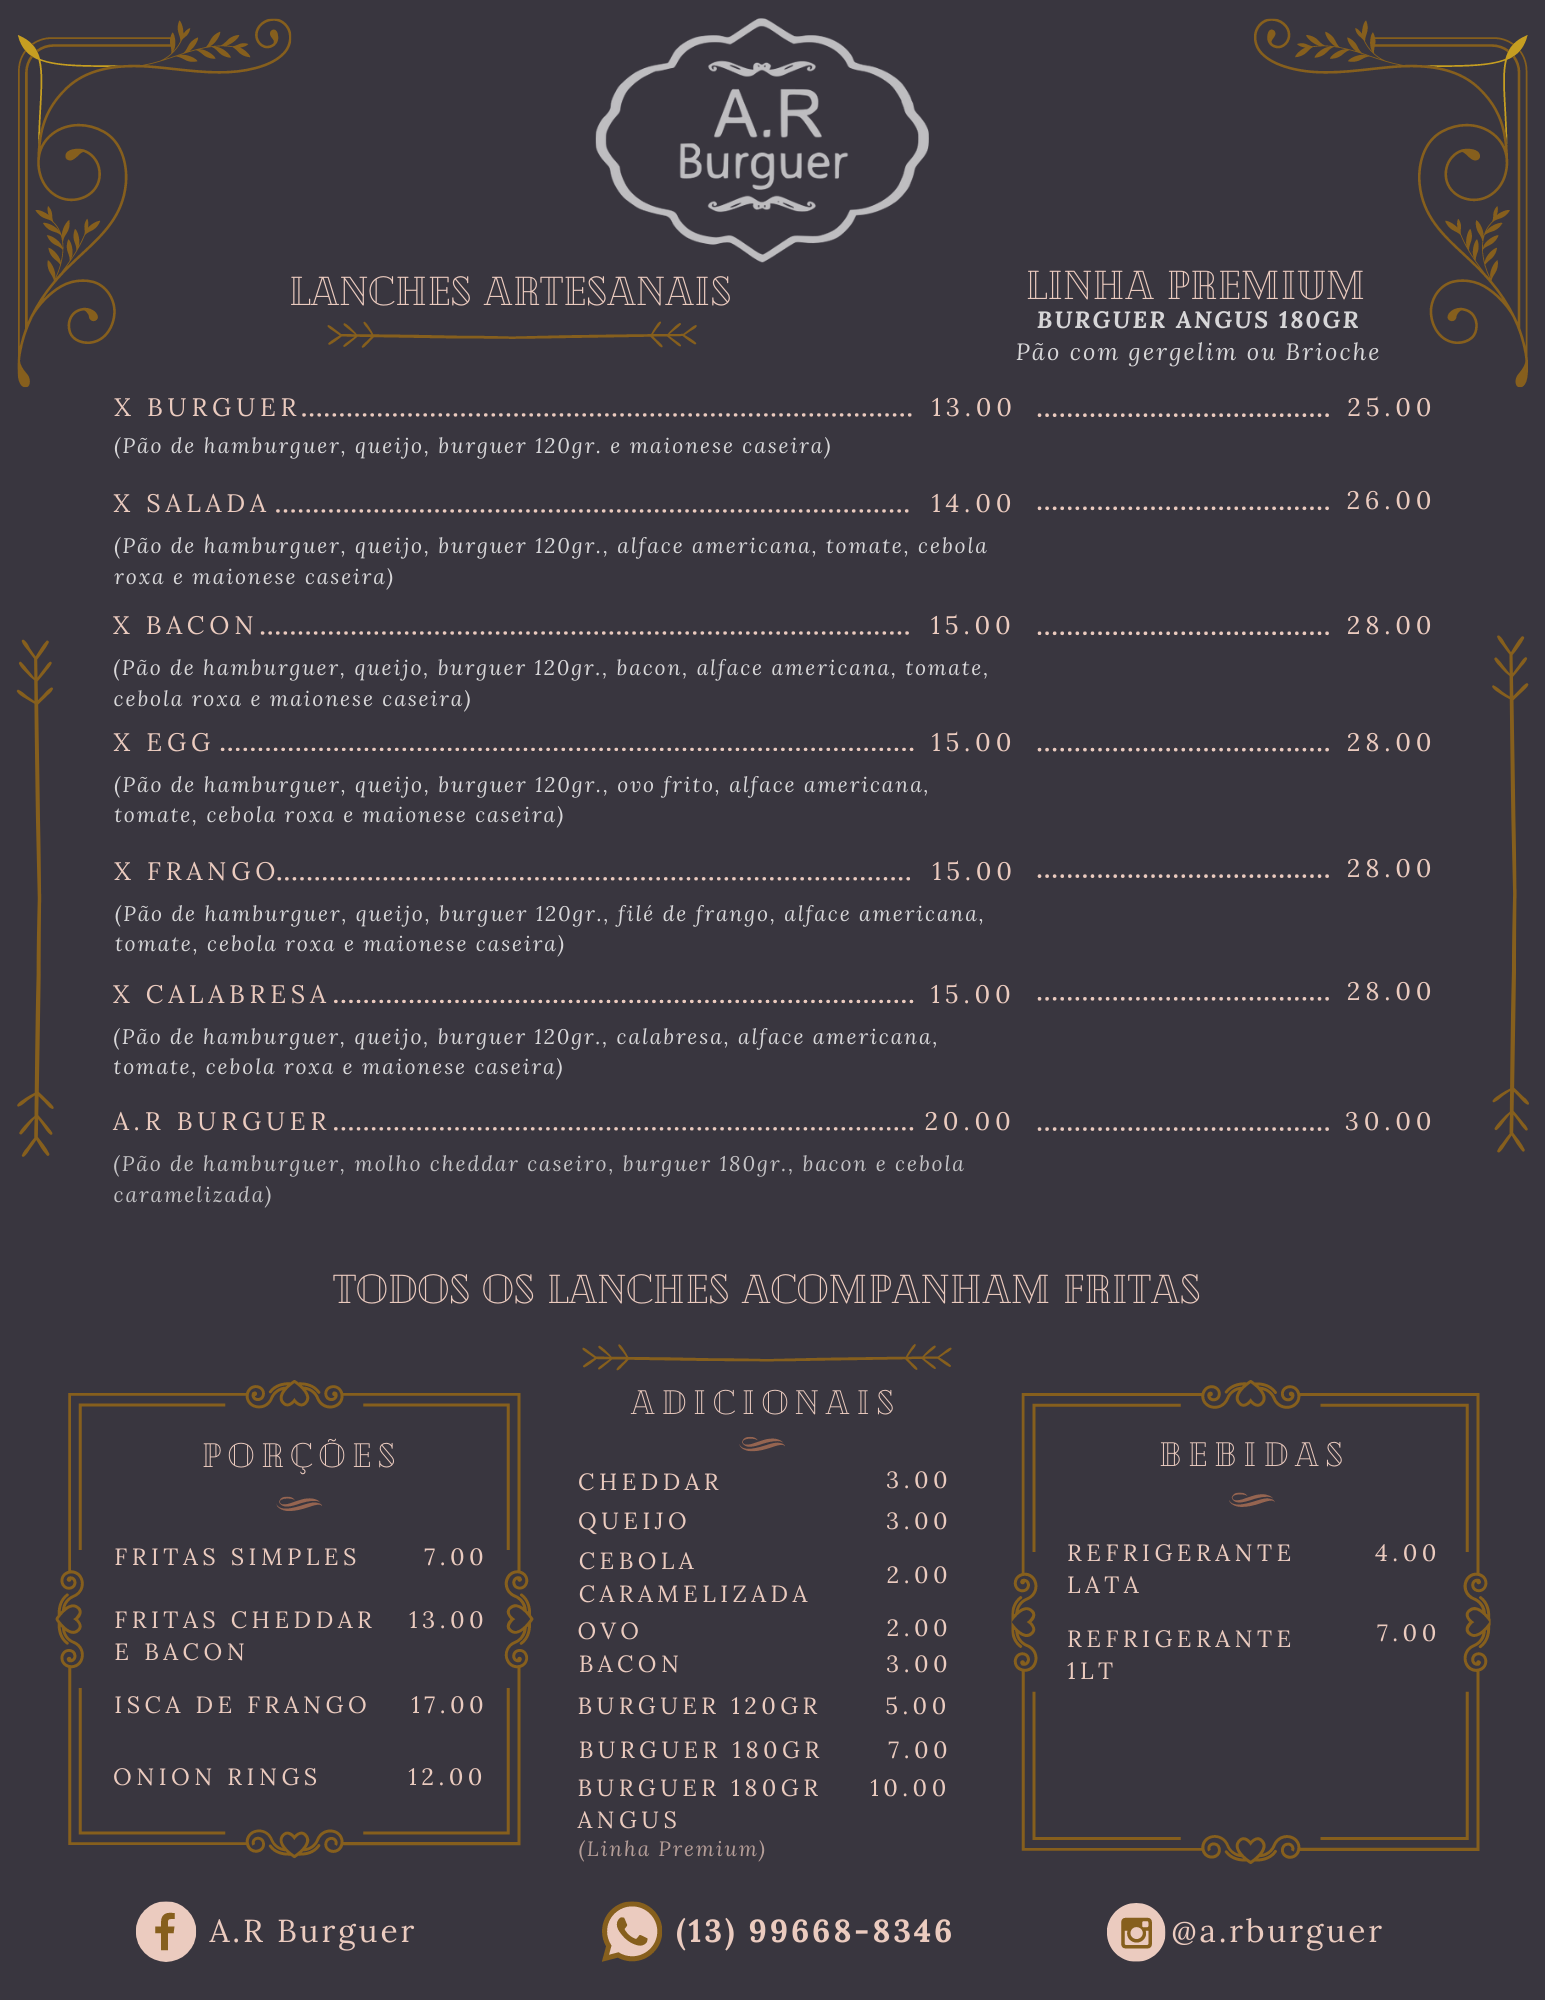 A.R
Burguer
LANCHES ARTESANAIS
LINHA PREMIUM
BURGUER ANGUS 180GR
Pão com gergelim ou Brioche
X BURGUER 13.00 25.00
(Pão de hamburguer, queijo, burguer 120gr. e maionese caseira)
X SALADA 14.00 26.00
(Pão de hamburguer, queijo, burguer 120gr., alface americana, tomate, cebola
roxa e maionese caseira)
X BACON 15.00 28.00
(Pão de hamburguer, queijo, burguer 120gr., bacon, alface americana, tomate,
cebola roxa e maionese caseira)
X EGG 15.00 28.00
(Pão de hamburguer, queijo, burguer 120gr., ovo frito, alface americana,
tomate, cebola roxa e maionese caseira)
X FRANGO 15.00 28.00
(Pão de hamburguer, queijo, burguer 120gr., filé de frango, alface americana,
tomate, cebola roxa e maionese caseira)
X CALABRESA 15.00 28.00
(Pão de hamburguer, queijo, burguer 120gr., calabresa, alface americana,
tomate, cebola roxa e maionese caseira)
A.R BURGUER 20.00 30.00
(Pão de hamburguer, molho cheddar caseiro, burguer 180gr., bacon e cebola
caramelizada)
TODOS OS LANCHES ACOMPANHAM FRITAS
PORÇÕES
FRITAS SIMPLES 7.00
FRITAS CHEDDAR 13.00
E BACON
ISCA DE FRANGO 17.00
ONION RINGS 12.00
ADICIONAIS
CHEDDAR 3.00
QUEIJO 3.00
CEBOLA
CARAMELIZADA 2.00
OVO 2.00
BACON 3.00
BURGUER 120GR 5.00
BURGUER 180GR 7.00
BURGUER 180GR 10.00
ANGUS
(Linha Premium)
BEBIDAS
REFRIGERANTE 4.00
LATA
REFRIGERANTE 7.00
1LT
A.R Burguer
(13) 99668-8346
@a.rburguer